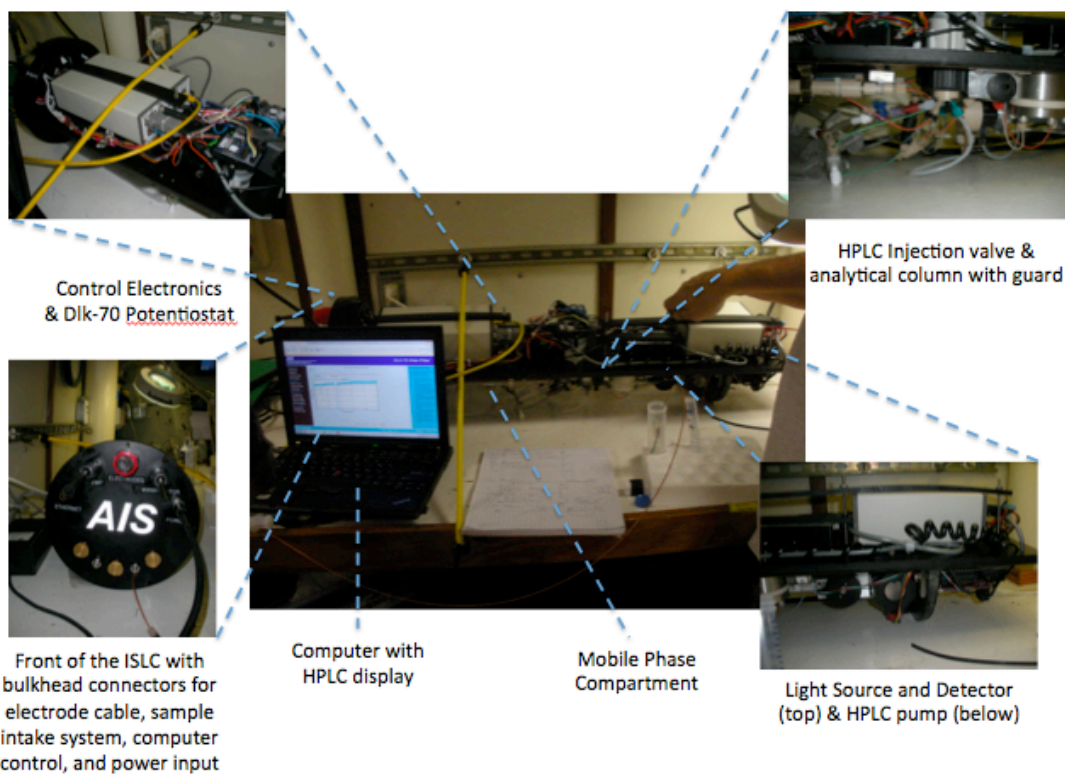 HPLC Injection valve &
analytical column with guard
Control Electronics
& Dlk-70 Potentiostat
ELECTRODES
ETHERNET
AIS
Computer with
HPLC display
Mobile Phase
Compartment
Light Source and Detector
(top) & HPLC pump (below)
Front of the ISLC with
bulkhead connectors for
electrode cable, sample
intake system, computer
control, and power input